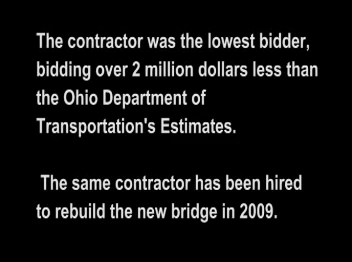 The contractor was the lowest bidder,
bidding over 2 million dollars less than
the Ohio Department of
Transportation's Estimates.
The same contractor has been hired
to rebuild the new bridge in 2009.